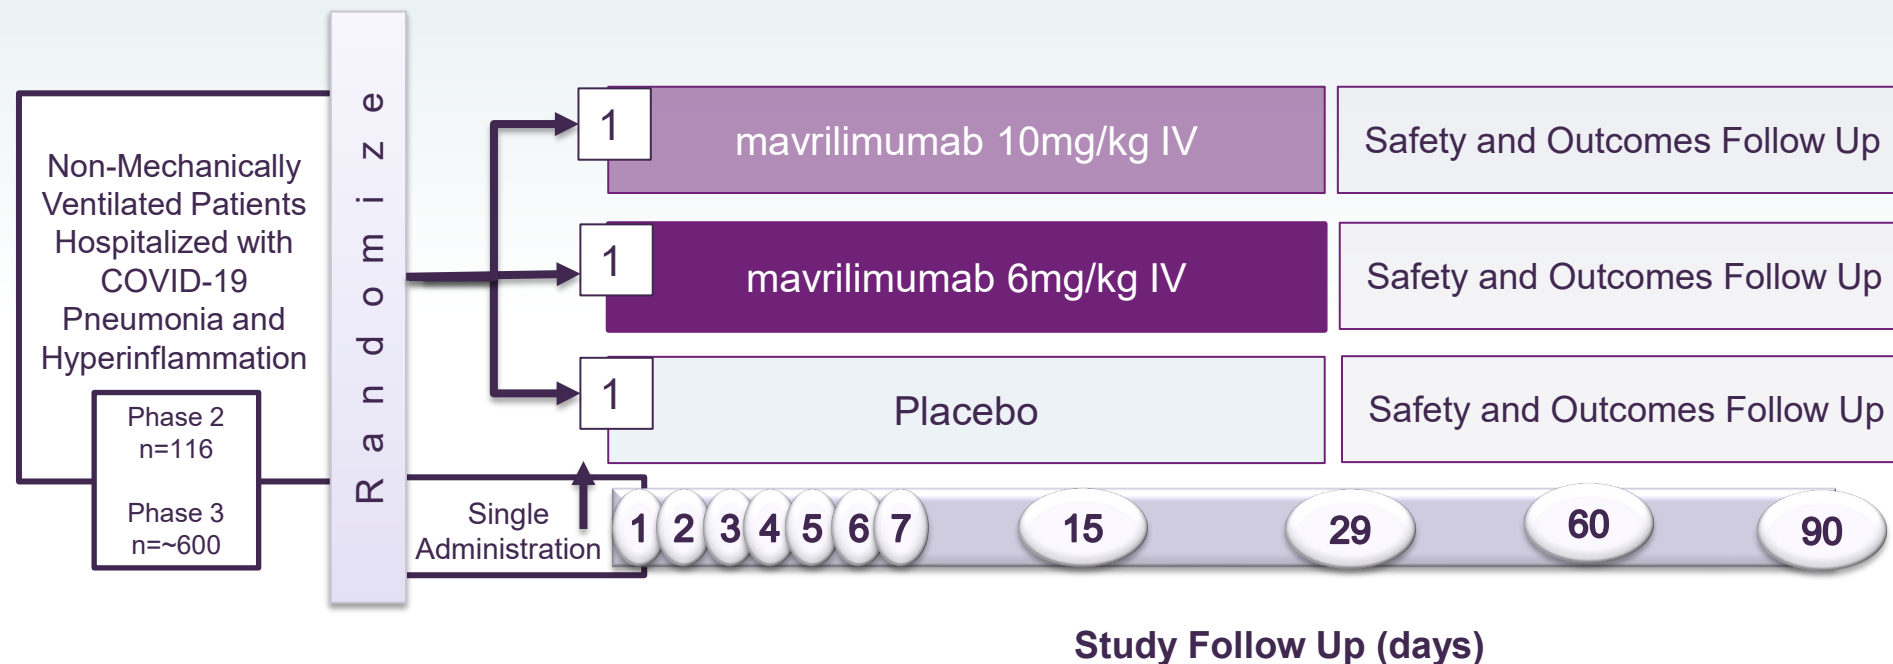 Non-Mechanically
Ventilated Patients
Hospitalized with
COVID-19
Pneumonia and
Hyperinflammation
Phase 2
n=116
Phase 3
n=~600
Randomize
1
mavrilimumab 10mg/kg IV
Safety and Outcomes Follow Up
1
mavrilimumab 6mg/kg IV
Safety and Outcomes Follow Up
1
Placebo
Safety and Outcomes Follow Up
Single
Administration
1 2 3 4 5 6 7 15 29 60 90
Study Follow Up (days)